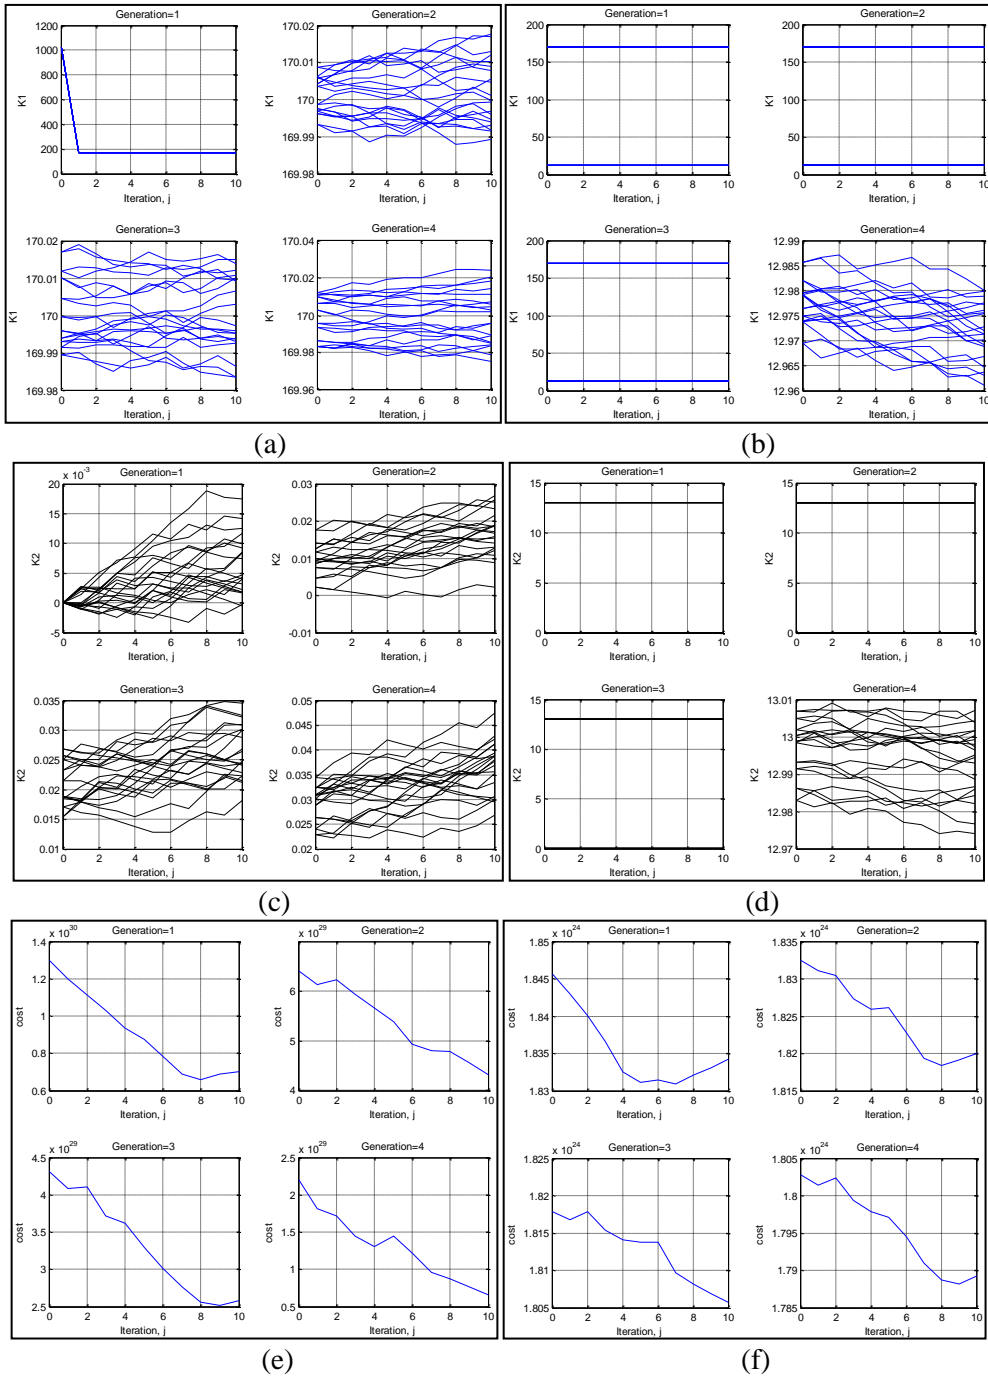 Generation=1
1200
1000
800
600
400
200
0
K1
0 2 4 6 8 10
Iteration, j
Generation=2
170.01
170
169.99
169.98
K1
0 2 4 6 8 10
Iteration, j
Generation=3
170.02
170.01
170
169.99
169.98
K1
0 2 4 6 8 10
Iteration, j
Generation=4
170.04
170.02
170
169.98
169.96
K1
0 2 4 6 8 10
Iteration, j
(a)
Generation=1
200
150
100
50
0
K1
0 2 4 6 8 10
Iteration, j
Generation=2
200
150
100
50
0
K1
0 2 4 6 8 10
Iteration, j
Generation=3
200
150
100
50
0
K1
0 2 4 6 8 10
Iteration, j
Generation=4
12.99
12.985
12.98
12.975
12.97
12.965
12.96
K1
0 2 4 6 8 10
Iteration, j
(b)
x 10-3
Generation=1
20
15
10
5
0
-5
K2
0 2 4 6 8 10
Iteration, j
Generation=2
0.03
0.02
0.01
0
-0.01
K2
0 2 4 6 8 10
Iteration, j
Generation=3
0.035
0.03
0.025
0.02
0.015
0.01
K2
0 2 4 6 8 10
Iteration, j
Generation=4
0.05
0.045
0.04
0.035
0.03
0.025
0.02
K2
0 2 4 6 8 10
Iteration, j
(c)
Generation=1
15
10
5
0
K2
0 2 4 6 8 10
Iteration, j
Generation=2
15
10
5
0
K2
0 2 4 6 8 10
Iteration, j
Generation=3
15
10
5
0
K2
0 2 4 6 8 10
Iteration, j
Generation=4
13.01
13
12.99
12.98
12.97
K2
0 2 4 6 8 10
Iteration, j
(d)
x 10^30
Generation=1
1.4
1.2
1
0.8
0.6
cost
0 2 4 6 8 10
Iteration, j
x 10^29
Generation=2
7
6
5
4
cost
0 2 4 6 8 10
Iteration, j
x 10^29
Generation=3
4.5
4
3.5
3
2.5
cost
0 2 4 6 8 10
Iteration, j
x 10^29
Generation=4
2.5
2
1.5
1
0.5
cost
0 2 4 6 8 10
Iteration, j
(e)
x 10^24
Generation=1
1.85
1.845
1.84
1.835
1.83
cost
0 2 4 6 8 10
Iteration, j
x 10^24
Generation=2
1.835
1.83
1.825
1.82
1.815
cost
0 2 4 6 8 10
Iteration, j
x 10^24
Generation=3
1.825
1.82
1.815
1.81
1.805
cost
0 2 4 6 8 10
Iteration, j
x 10^24
Generation=4
1.805
1.8
1.795
1.79
1.785
cost
0 2 4 6 8 10
Iteration, j
(f)